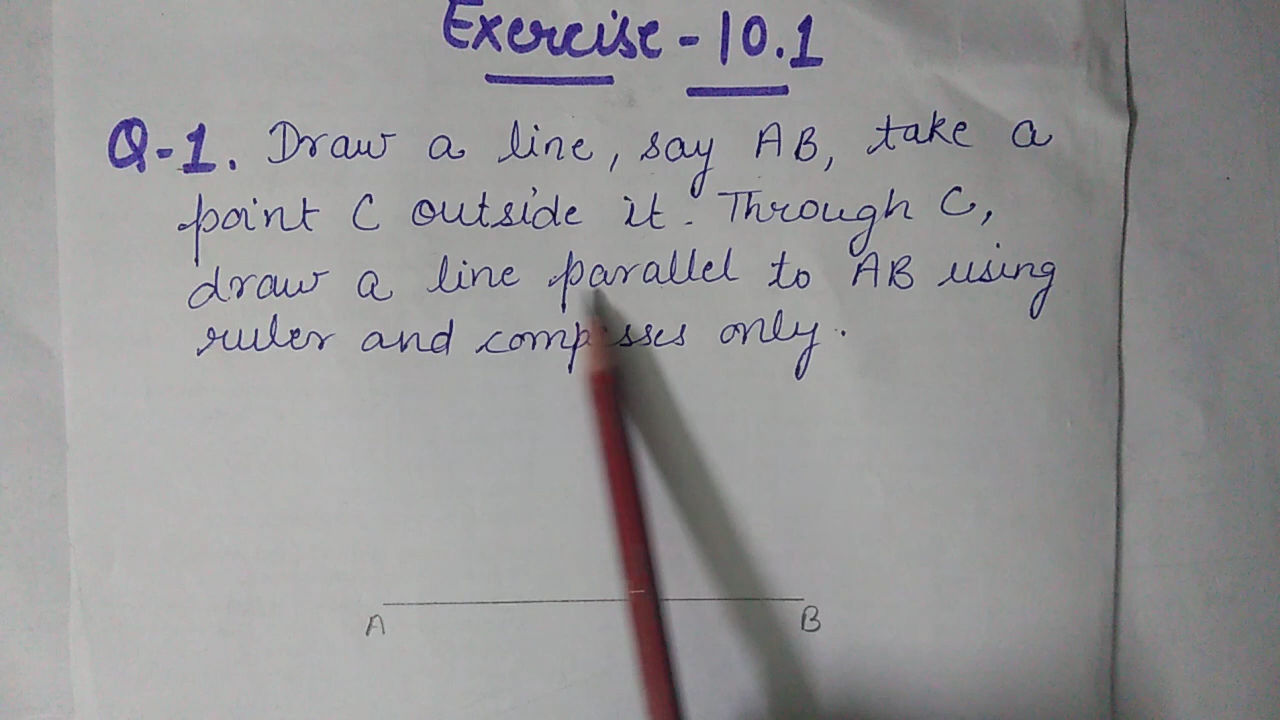 Exercise - 10.1
Q-1. Draw a line, say AB, take a
point C outside it. Through C,
draw a line parallel to AB using
ruler and compasses only.
A B